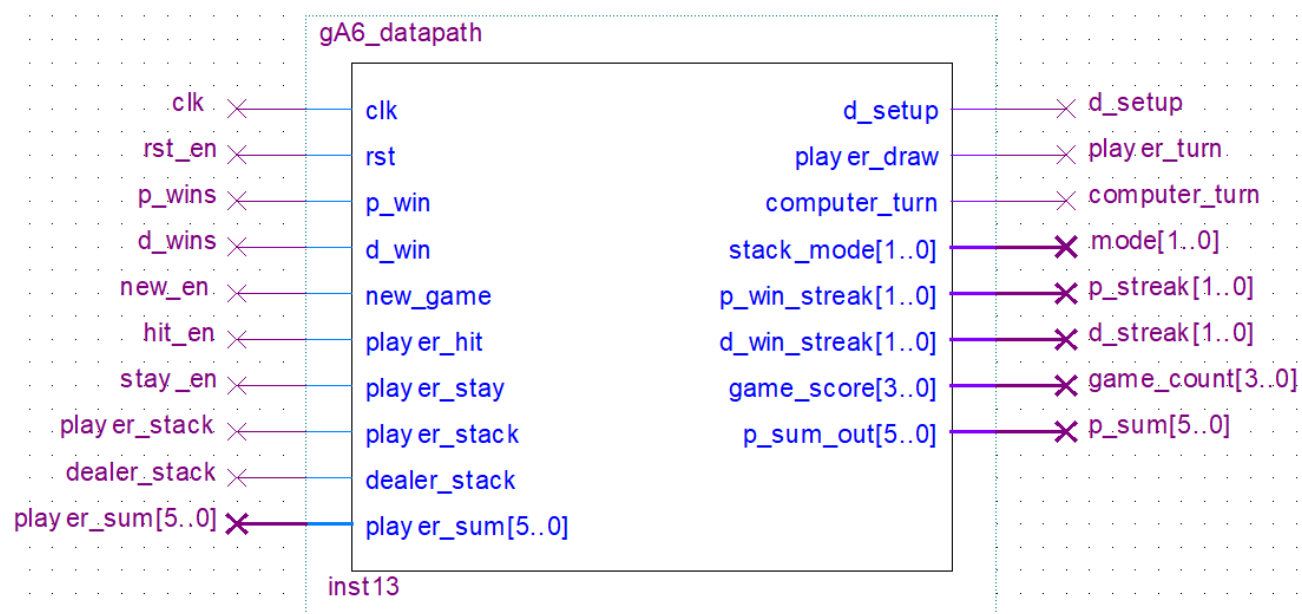 gA6_datapath
clk clk d_setup d_setup
rst_en rst player_draw player_turn
p_wins p_win computer_turn computer_turn
d_wins d_win stack_mode[1..0] mode[1..0]
new_en new_game p_win_streak[1..0] p_streak[1..0]
hit_en player_hit d_win_streak[1..0] d_streak[1..0]
stay_en player_stay game_score[3..0] game_count[3..0]
player_stack player_stack p_sum_out[5..0] p_sum[5..0]
dealer_stack dealer_stack
player_sum[5..0] player_sum[5..0]
inst13